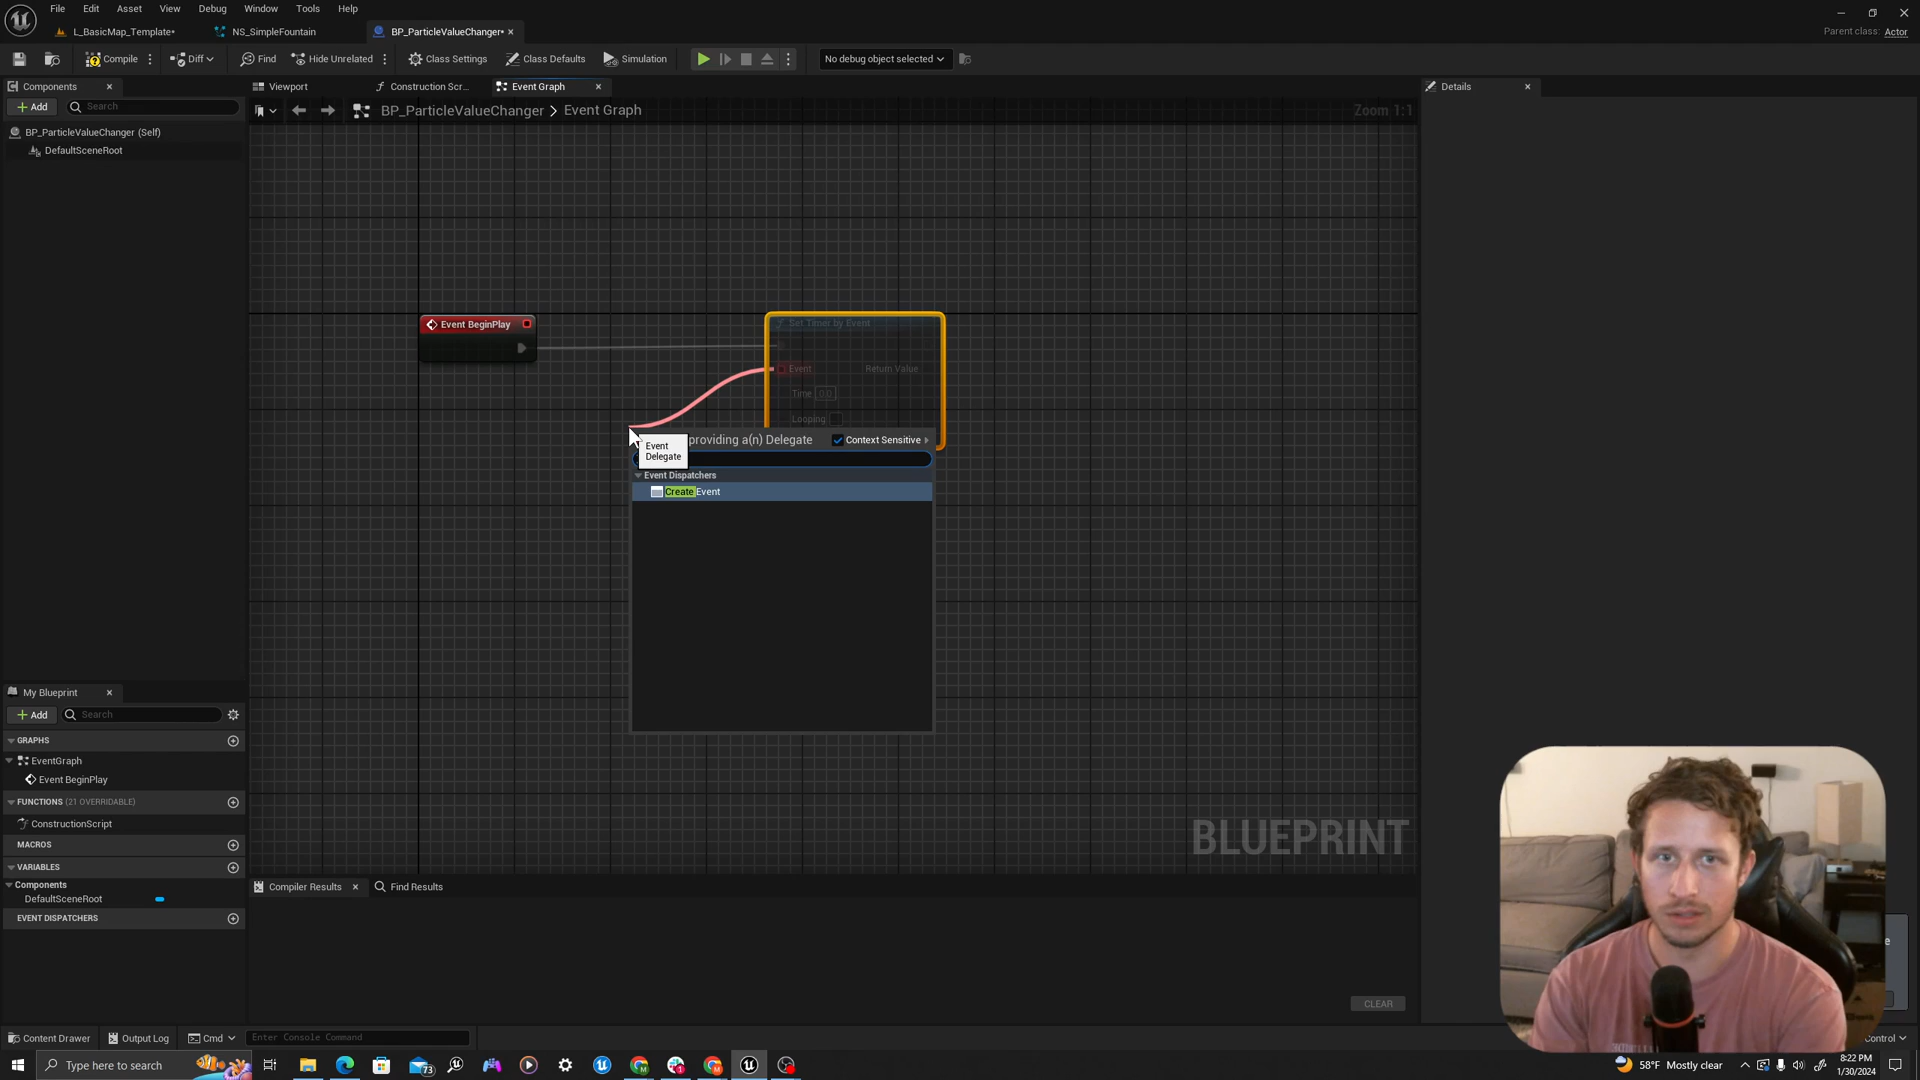 File Edit Asset View Debug Window Tools Help
L_BasicMap_Template* NS_SimpleFountain BP_ParticleValueChanger* Parent class: Actor
Compile Diff Find Hide Unrelated Class Settings Class Defaults Simulation No debug object selected
Components Viewport Construction Scr... Event Graph Details
Add Search BP_ParticleValueChanger > Event Graph Zoom 1:1
BP_ParticleValueChanger (Self)
DefaultSceneRoot
Event BeginPlay Set Timer by Event
Event Return Value
Time 0.0
Looping
providing a(n) Delegate Context Sensitive
Event
Delegate
Event Dispatchers
Create Event
My Blueprint
Add Search
GRAPHS
EventGraph
Event BeginPlay
FUNCTIONS (21 OVERRIDABLE)
ConstructionScript
MACROS
VARIABLES
Components
DefaultSceneRoot
EVENT DISPATCHERS
BLUEPRINT
Compiler Results Find Results
CLEAR
Content Drawer Output Log Cmd Enter Console Command Control
Type here to search 73 58°F Mostly clear 8:22 PM
1/30/2024